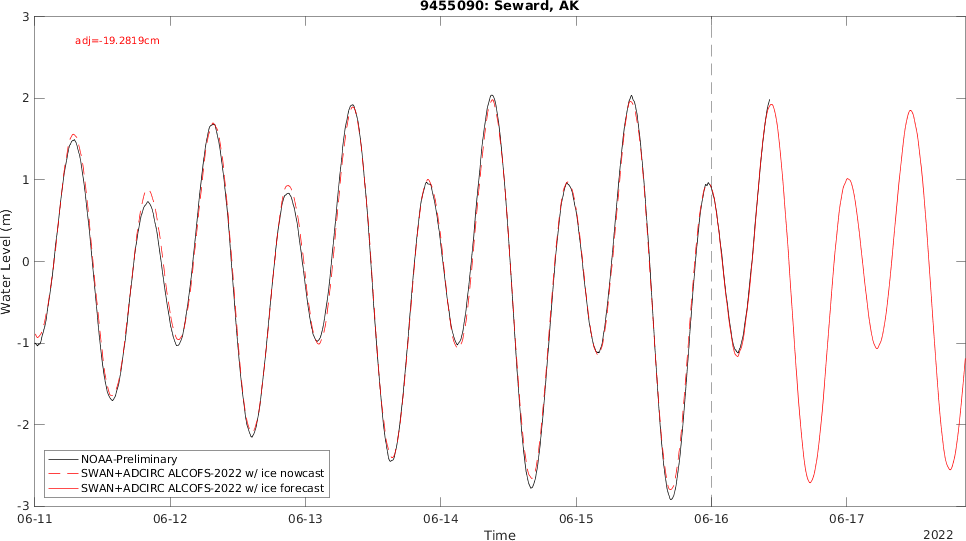 9455090: Seward, AK
adj=-19.2819cm
3
2
1
0
-1
-2
-3
Water Level (m)
NOAA-Preliminary
SWAN+ADCIRC ALCOFS-2022 w/ ice nowcast
SWAN+ADCIRC ALCOFS-2022 w/ ice forecast
06-11 06-12 06-13 06-14 06-15 06-16 06-17
Time
2022